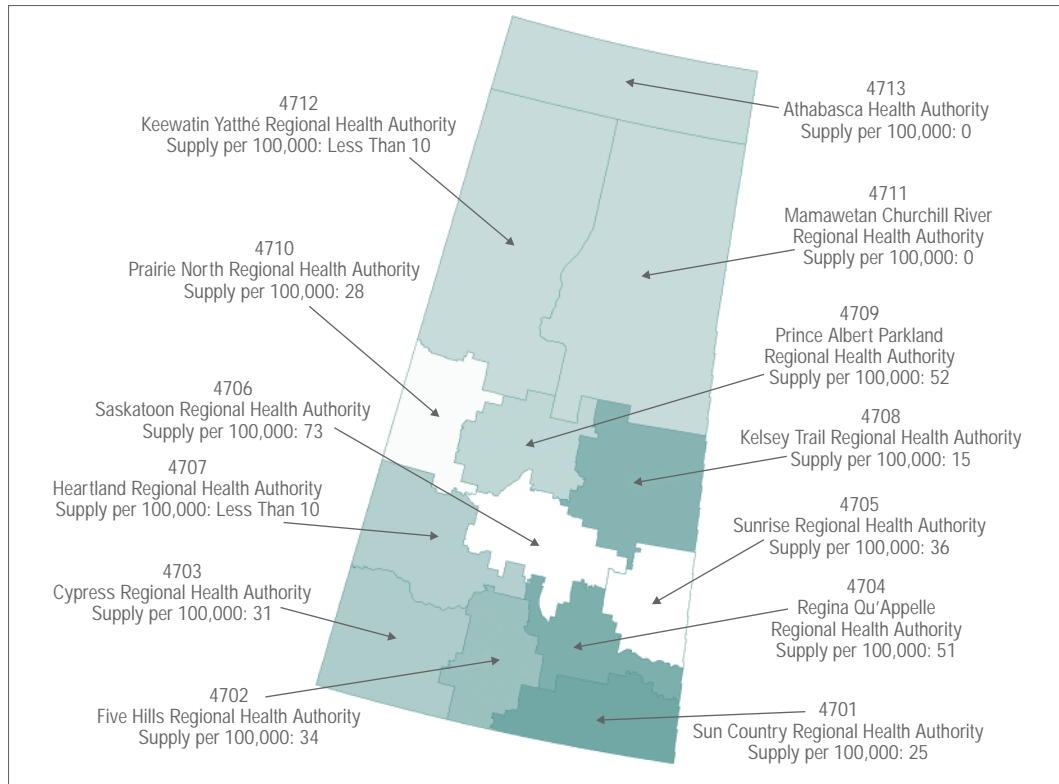 4713
Athabasca Health Authority
Supply per 100,000: 0
4712
Keewatin Yatthé Regional Health Authority
Supply per 100,000: Less Than 10
4711
Mamawetan Churchill River
Regional Health Authority
Supply per 100,000: 0
4710
Prairie North Regional Health Authority
Supply per 100,000: 28
4709
Prince Albert Parkland
Regional Health Authority
Supply per 100,000: 52
4706
Saskatoon Regional Health Authority
Supply per 100,000: 73
4708
Kelsey Trail Regional Health Authority
Supply per 100,000: 15
4707
Heartland Regional Health Authority
Supply per 100,000: Less Than 10
4705
Sunrise Regional Health Authority
Supply per 100,000: 36
4703
Cypress Regional Health Authority
Supply per 100,000: 31
4704
Regina Qu'Appelle
Regional Health Authority
Supply per 100,000: 51
4702
Five Hills Regional Health Authority
Supply per 100,000: 34
4701
Sun Country Regional Health Authority
Supply per 100,000: 25